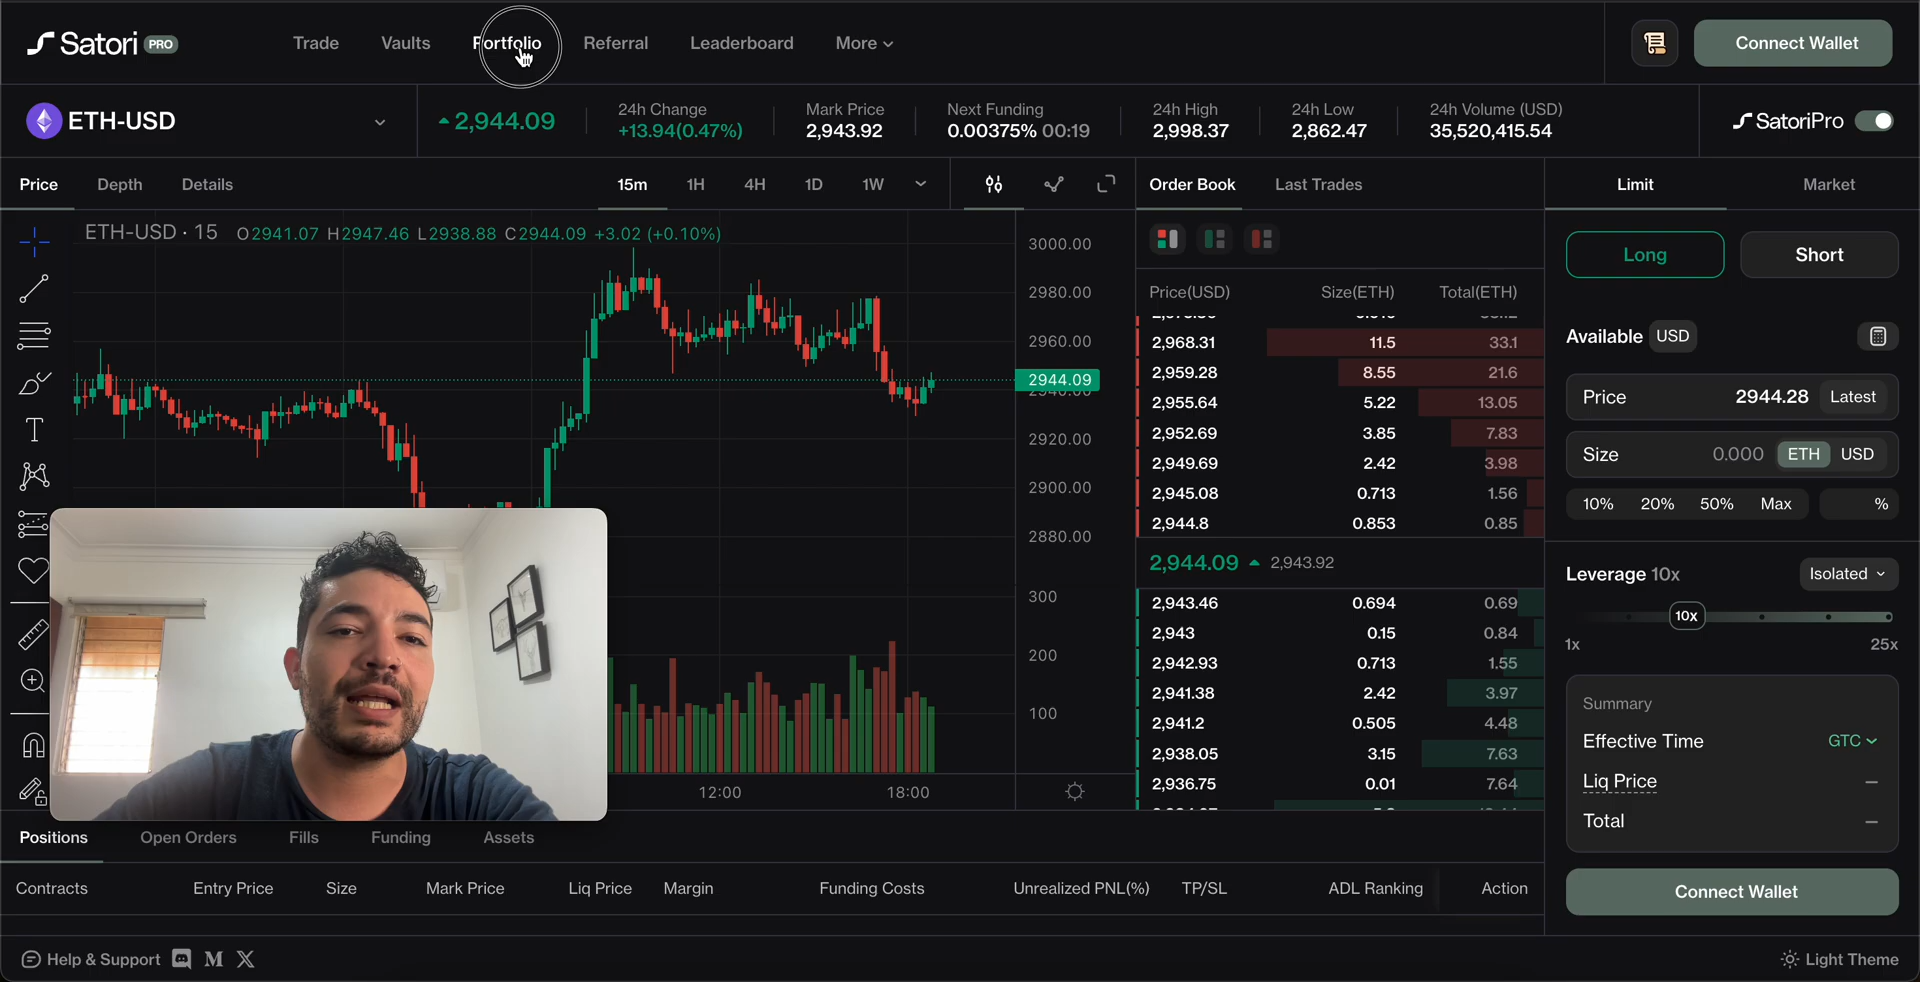 Satori PRO
Trade Vaults Portfolio Referral Leaderboard More
Connect Wallet
ETH-USD
2,944.09
24h Change
+13.94(0.47%)
Mark Price
2,943.92
Next Funding
0.00375% 00:19
24h High
2,998.37
24h Low
2,862.47
24h Volume (USD)
35,520,415.54
SatoriPro
Price Depth Details
15m 1H 4H 1D 1W
Order Book Last Trades
Limit Market
ETH-USD · 15 O2941.07 H2947.46 L2938.88 C2944.09 +3.02 (+0.10%)
3000.00
2980.00
2960.00
2944.09
2940.00
2920.00
2900.00
2880.00
300
200
100
12:00 18:00
Price(USD) Size(ETH) Total(ETH)
2,968.31 11.5 33.1
2,959.28 8.55 21.6
2,955.64 5.22 13.05
2,952.69 3.85 7.83
2,949.69 2.42 3.98
2,945.08 0.713 1.56
2,944.8 0.853 0.85
2,944.09 2,943.92
2,943.46 0.694 0.69
2,943 0.15 0.84
2,942.93 0.713 1.55
2,941.38 2.42 3.97
2,941.2 0.505 4.48
2,938.05 3.15 7.63
2,936.75 0.01 7.64
Long Short
Available USD
Price 2944.28 Latest
Size 0.000 ETH USD
10% 20% 50% Max %
Leverage 10x Isolated
10x
1x 25x
Summary
Effective Time GTC
Liq Price –
Total –
Connect Wallet
Positions Open Orders Fills Funding Assets
Contracts Entry Price Size Mark Price Liq Price Margin Funding Costs Unrealized PNL(%) TP/SL ADL Ranking Action
Help & Support
Light Theme